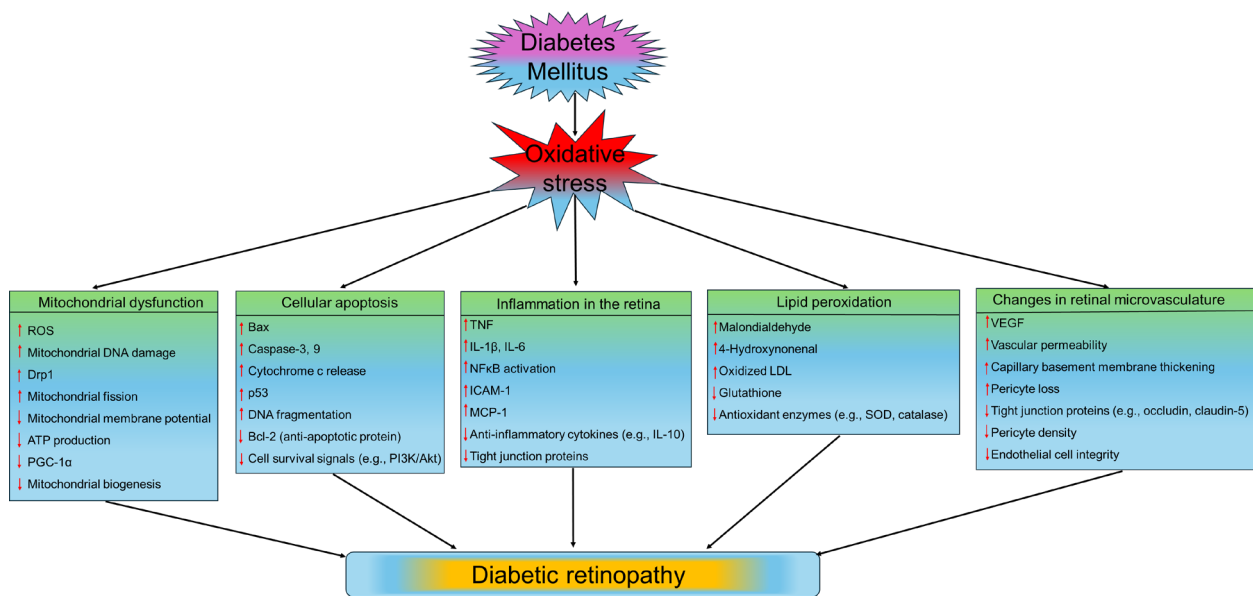 Diabetes
Mellitus
Oxidative
stress
Mitochondrial dysfunction
↑ ROS
↑ Mitochondrial DNA damage
↑ Drp1
↑ Mitochondrial fission
↓ Mitochondrial membrane potential
↓ ATP production
↓ PGC-1α
↓ Mitochondrial biogenesis
Cellular apoptosis
↑ Bax
↑ Caspase-3, 9
↑ Cytochrome c release
↑ p53
↑ DNA fragmentation
↓ Bcl-2 (anti-apoptotic protein)
↓ Cell survival signals (e.g., PI3K/Akt)
Inflammation in the retina
↑ TNF
↑ IL-1β, IL-6
↑ NFκB activation
↑ ICAM-1
↑ MCP-1
↓ Anti-inflammatory cytokines (e.g., IL-10)
↓ Tight junction proteins
Lipid peroxidation
↑ Malondialdehyde
↑ 4-Hydroxynonenal
↑ Oxidized LDL
↓ Glutathione
↓ Antioxidant enzymes (e.g., SOD, catalase)
Changes in retinal microvasculature
↑ VEGF
↑ Vascular permeability
↑ Capillary basement membrane thickening
↑ Pericyte loss
↓ Tight junction proteins (e.g., occludin, claudin-5)
↓ Pericyte density
↓ Endothelial cell integrity
Diabetic retinopathy